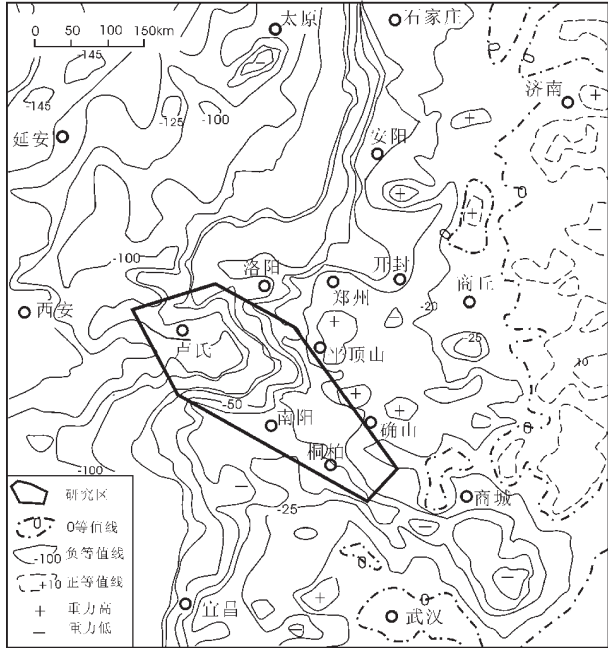 -145
太原
石家庄
0
50
100
150km
-145
-125
-100
济南
延安
安阳
-100
洛阳
开封
郑州
商丘
-20
西安
卢氏
平顶山
-25
10
-50
南阳
确山
桐柏
-100
-25
商城
研究区
0等值线
-100 负等值线
+10 正等值线
+ 重力高
− 重力低
宜昌
武汉